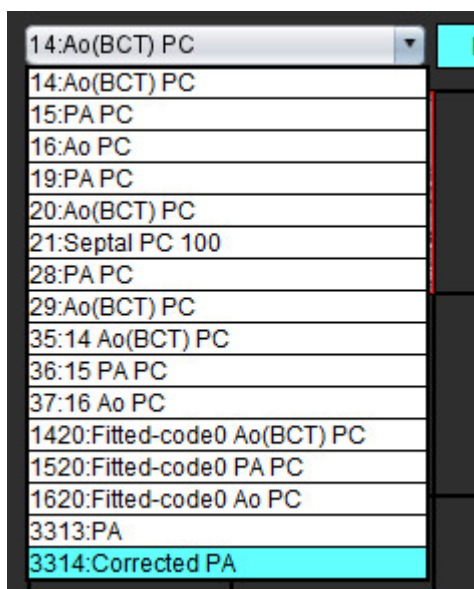 14:Ao(BCT) PC
14:Ao(BCT) PC
15:PA PC
16:Ao PC
19:PA PC
20:Ao(BCT) PC
21:Septal PC 100
28:PA PC
29:Ao(BCT) PC
35:14 Ao(BCT) PC
36:15 PA PC
37:16 Ao PC
1420:Fitted-code0 Ao(BCT) PC
1520:Fitted-code0 PA PC
1620:Fitted-code0 Ao PC
3313:PA
3314:Corrected PA